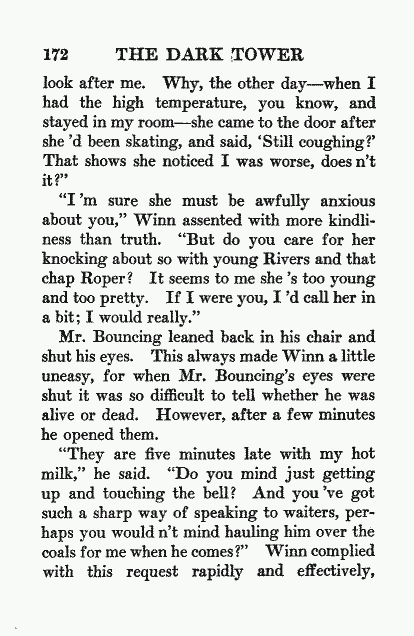 172 THE DARK TOWER
look after me. Why, the other day—when I
had the high temperature, you know, and
stayed in my room—she came to the door after
she 'd been skating, and said, 'Still coughing?'
That shows she noticed I was worse, does n't
it?"
"I 'm sure she must be awfully anxious
about you," Winn assented with more kindli-
ness than truth. "But do you care for her
knocking about so with young Rivers and that
chap Roper? It seems to me she 's too young
and too pretty. If I were you, I 'd call her in
a bit; I would really."
Mr. Bouncing leaned back in his chair and
shut his eyes. This always made Winn a little
uneasy, for when Mr. Bouncing's eyes were
shut it was so difficult to tell whether he was
alive or dead. However, after a few minutes
he opened them.
"They are five minutes late with my hot
milk," he said. "Do you mind just getting
up and touching the bell? And you 've got
such a sharp way of speaking to waiters, per-
haps you would n't mind hauling him over the
coals for me when he comes?" Winn complied
with this request rapidly and effectively,